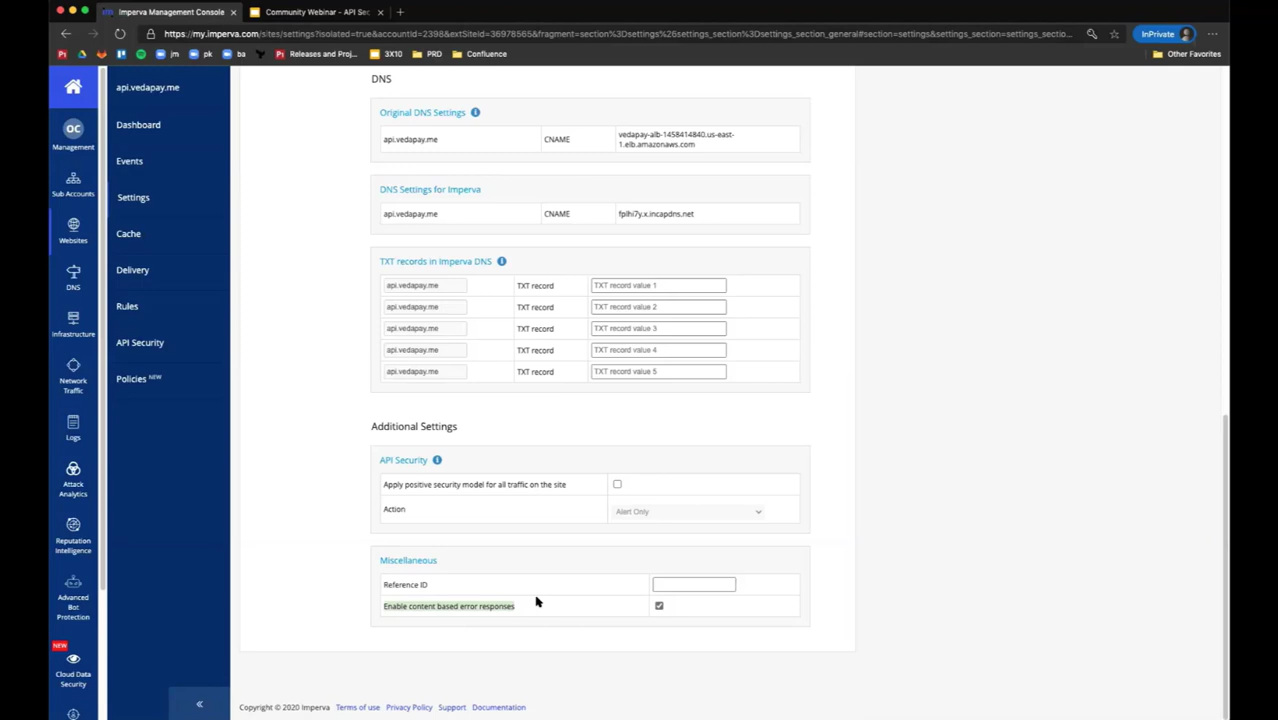 Imperva Management Console
Community Webinar - API Sec
https://my.imperva.com/sites/settings?isolated=true&accountId=2398&extSiteId=36978565&fragment=section%3Dsettings%26settings_section%3Dsettings_section_general#section=settings&settings_section=settings_sectio...
InPrivate
jm
pm
ca
ba
Releases and Proj...
3X10
PRD
Confluence
Other Favorites
OC
Management
Sub Accounts
Websites
DNS
Infrastructure
Network
Traffic
Logs
Attack
Analytics
Reputation
Intelligence
Advanced
Bot
Protection
NEW
Cloud Data
Security
api.vedapay.me
Dashboard
Events
Settings
Cache
Delivery
Rules
API Security
Policies NEW
«
DNS
Original DNS Settings
api.vedapay.me CNAME vedapay-alb-1458414840.us-east-
1.elb.amazonaws.com
DNS Settings for Imperva
api.vedapay.me CNAME fplhi7y.x.incapdns.net
TXT records in Imperva DNS
api.vedapay.me TXT record TXT record value 1
api.vedapay.me TXT record TXT record value 2
api.vedapay.me TXT record TXT record value 3
api.vedapay.me TXT record TXT record value 4
api.vedapay.me TXT record TXT record value 5
Additional Settings
API Security
Apply positive security model for all traffic on the site
Action Alert Only
Miscellaneous
Reference ID
Enable content based error responses
Copyright © 2020 Imperva Terms of use Privacy Policy Support Documentation